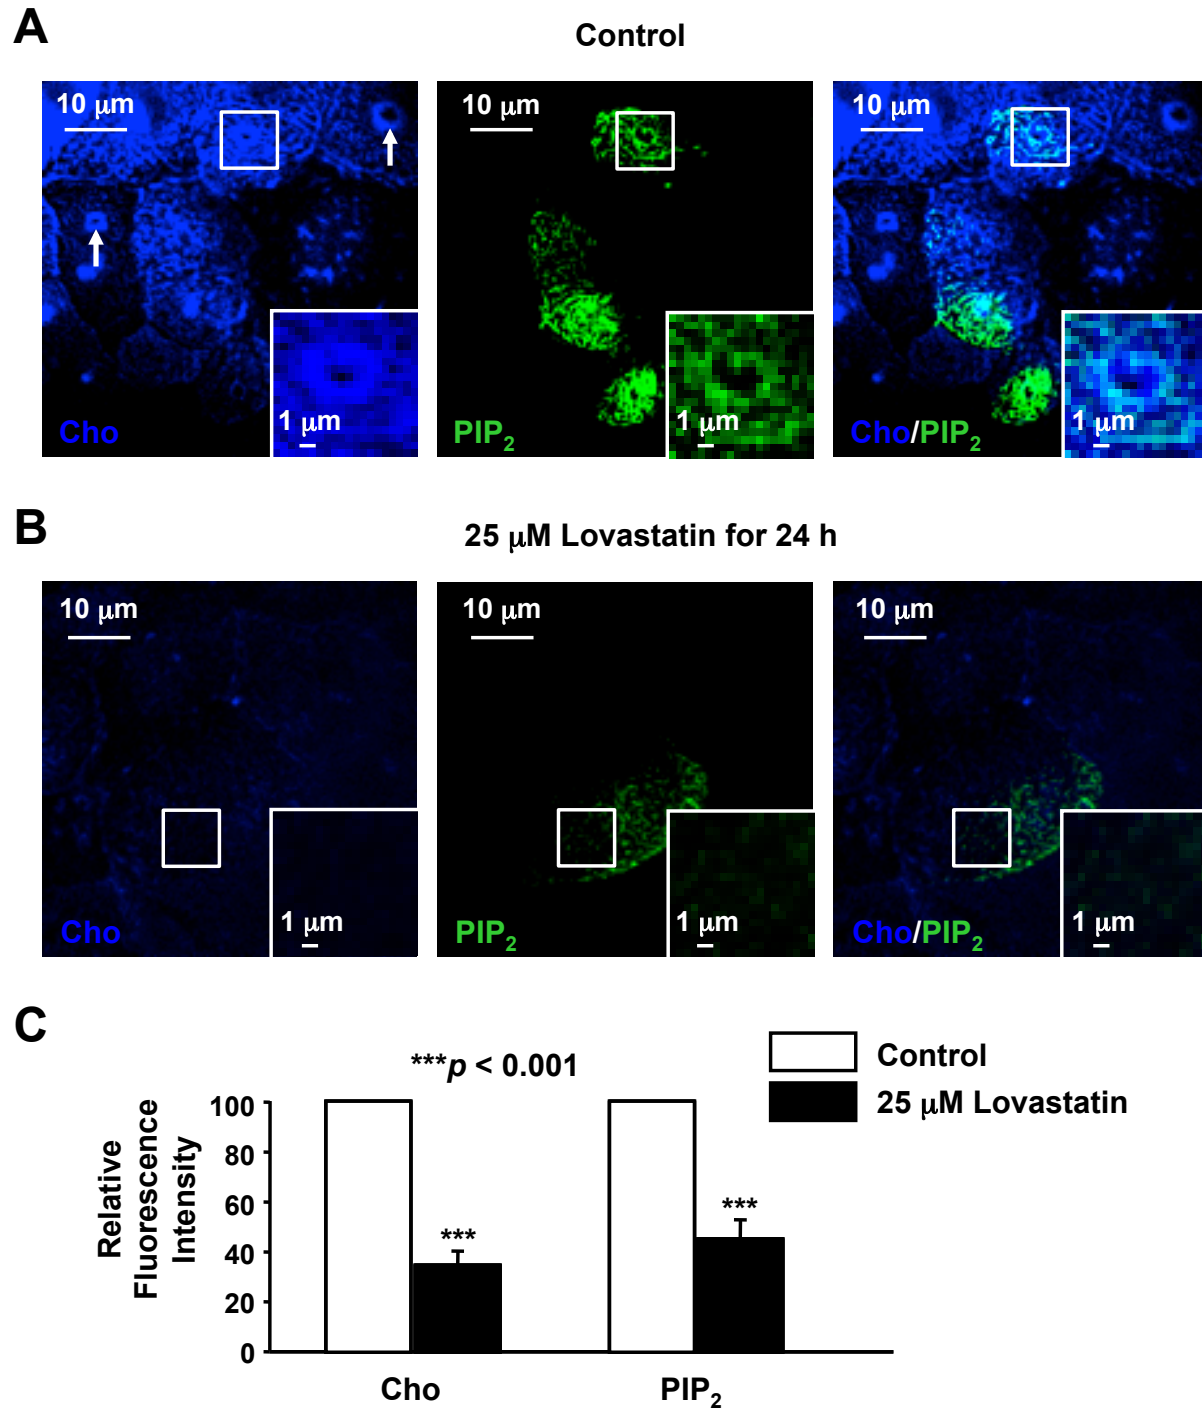 A
Control
10 μm
10 μm
10 μm
1 μm
1 μm
1 μm
Cho
PIP₂
Cho/PIP₂
B
25 μM Lovastatin for 24 h
10 μm
10 μm
10 μm
1 μm
1 μm
1 μm
Cho
PIP₂
Cho/PIP₂
C
***p < 0.001
Control
25 μM Lovastatin
Relative
Fluorescence
Intensity
100
80
60
40
20
0
***
***
Cho
PIP₂